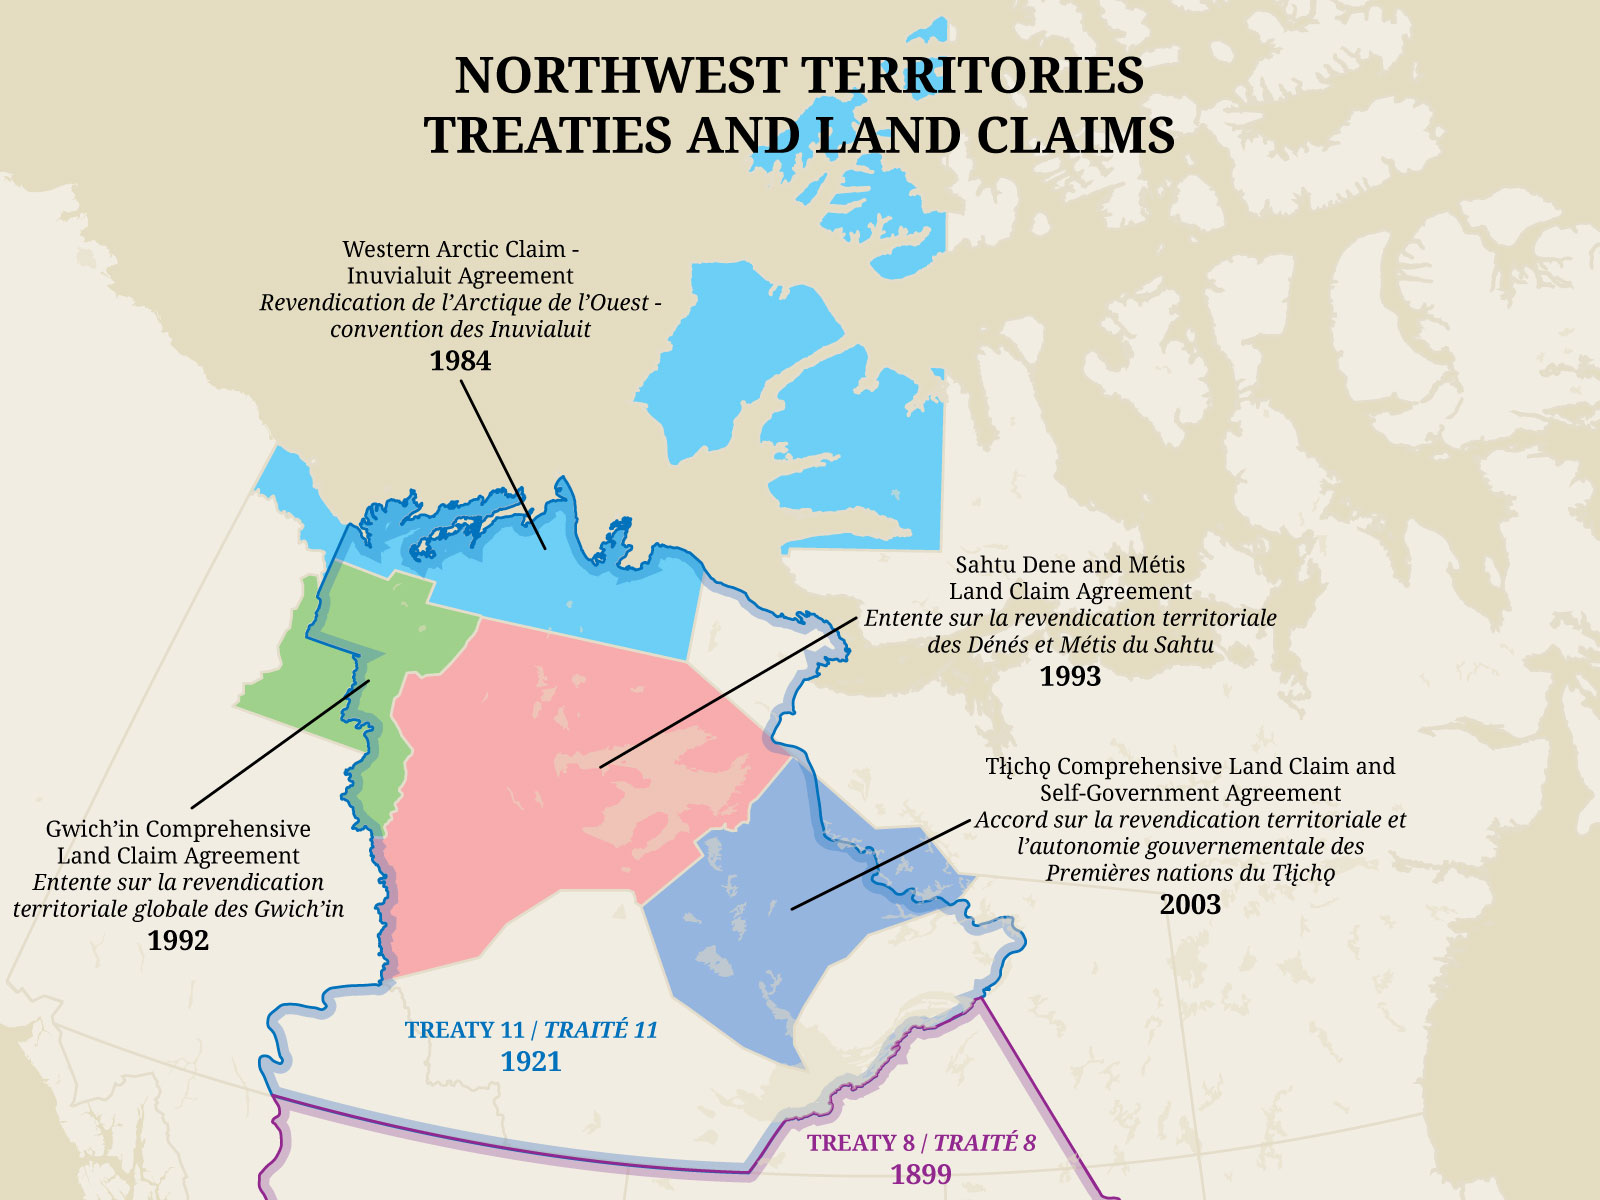 NORTHWEST TERRITORIES
TREATIES AND LAND CLAIMS
Western Arctic Claim -
Inuvialuit Agreement
Revendication de l’Arctique de l’Ouest -
convention des Inuvialuit
1984
Sahtu Dene and Métis
Land Claim Agreement
Entente sur la revendication territoriale
des Dénés et Métis du Sahtu
1993
Tłı̨chǫ Comprehensive Land Claim and
Self-Government Agreement
Accord sur la revendication territoriale et
l’autonomie gouvernementale des
Premières nations du Tłı̨chǫ
2003
Gwich’in Comprehensive
Land Claim Agreement
Entente sur la revendication
territoriale globale des Gwich’in
1992
TREATY 11 / TRAITÉ 11
1921
TREATY 8 / TRAITÉ 8
1899